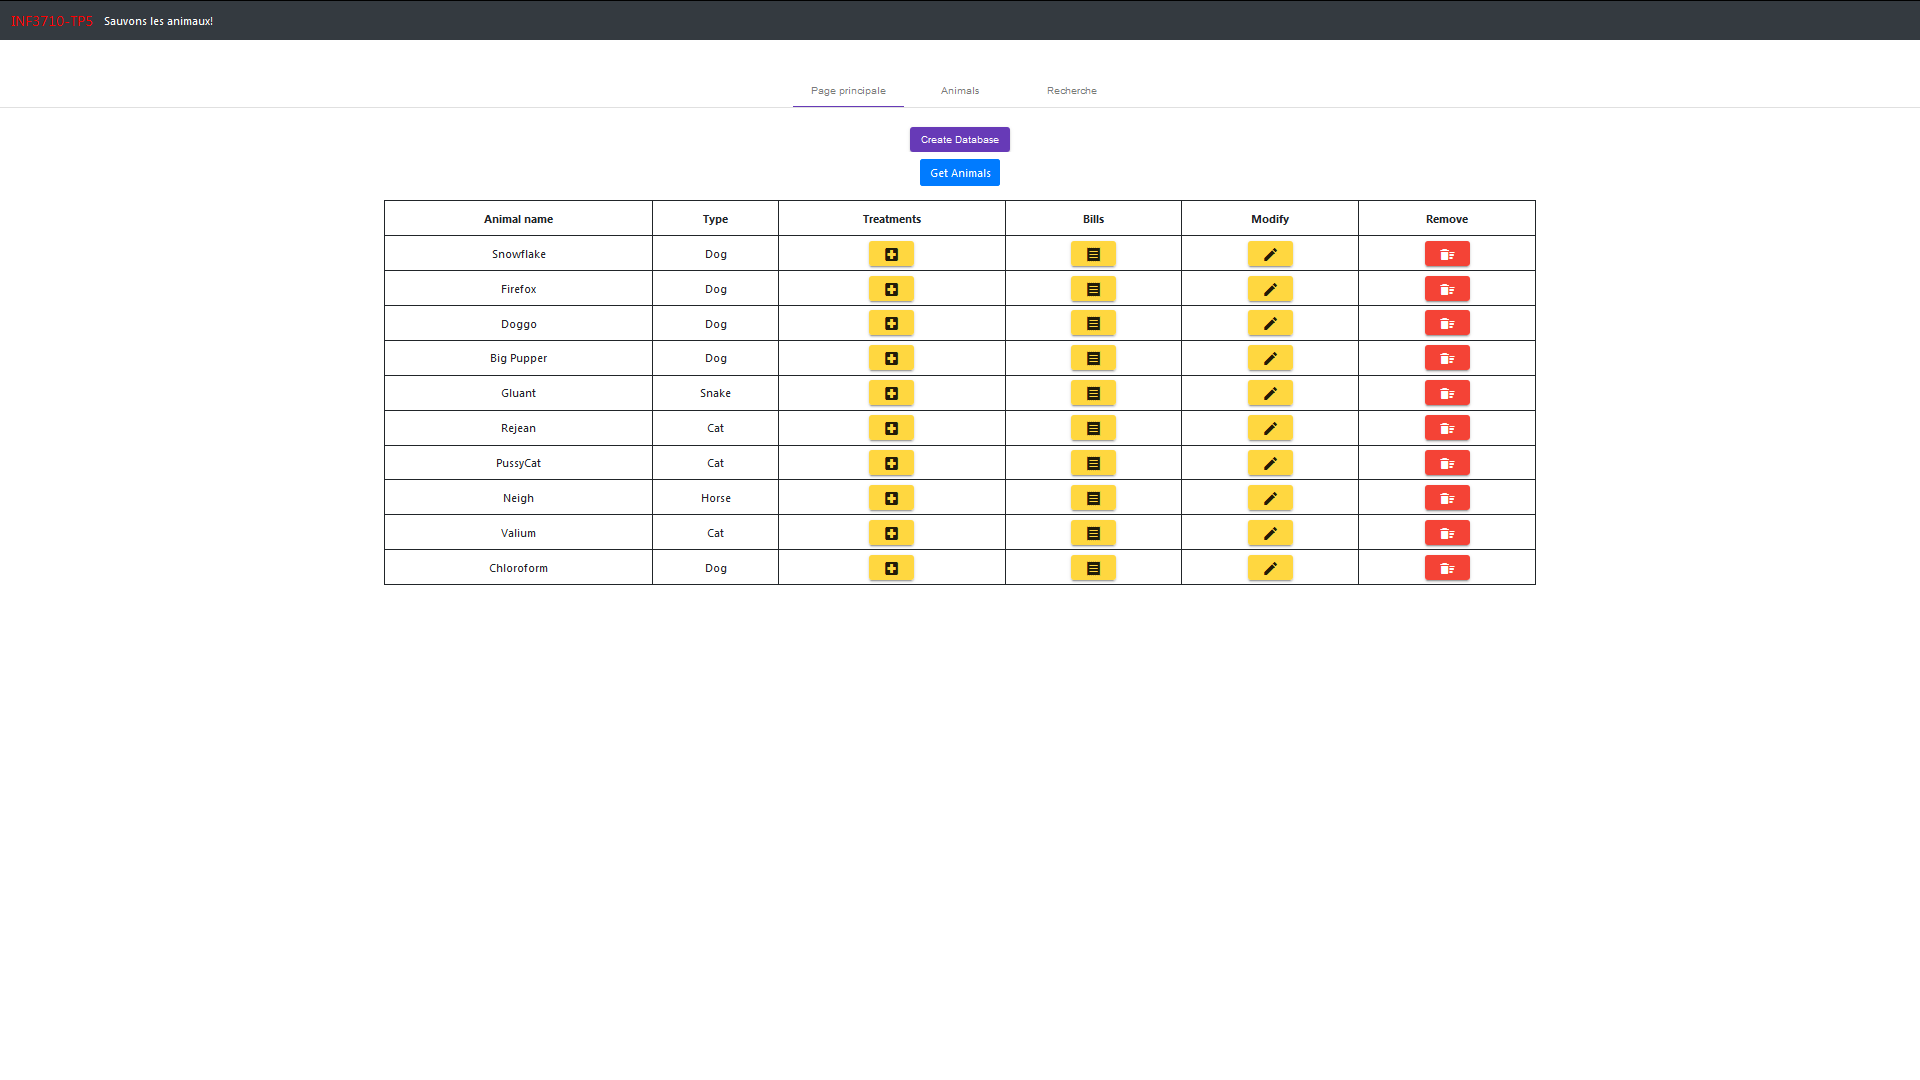 INF3710-TP5 Sauvons les animaux!
Page principale Animals Recherche
Create Database
Get Animals
Animal name Type Treatments Bills Modify Remove
Snowflake Dog
Firefox Dog
Doggo Dog
Big Pupper Dog
Gluant Snake
Rejean Cat
PussyCat Cat
Neigh Horse
Valium Cat
Chloroform Dog